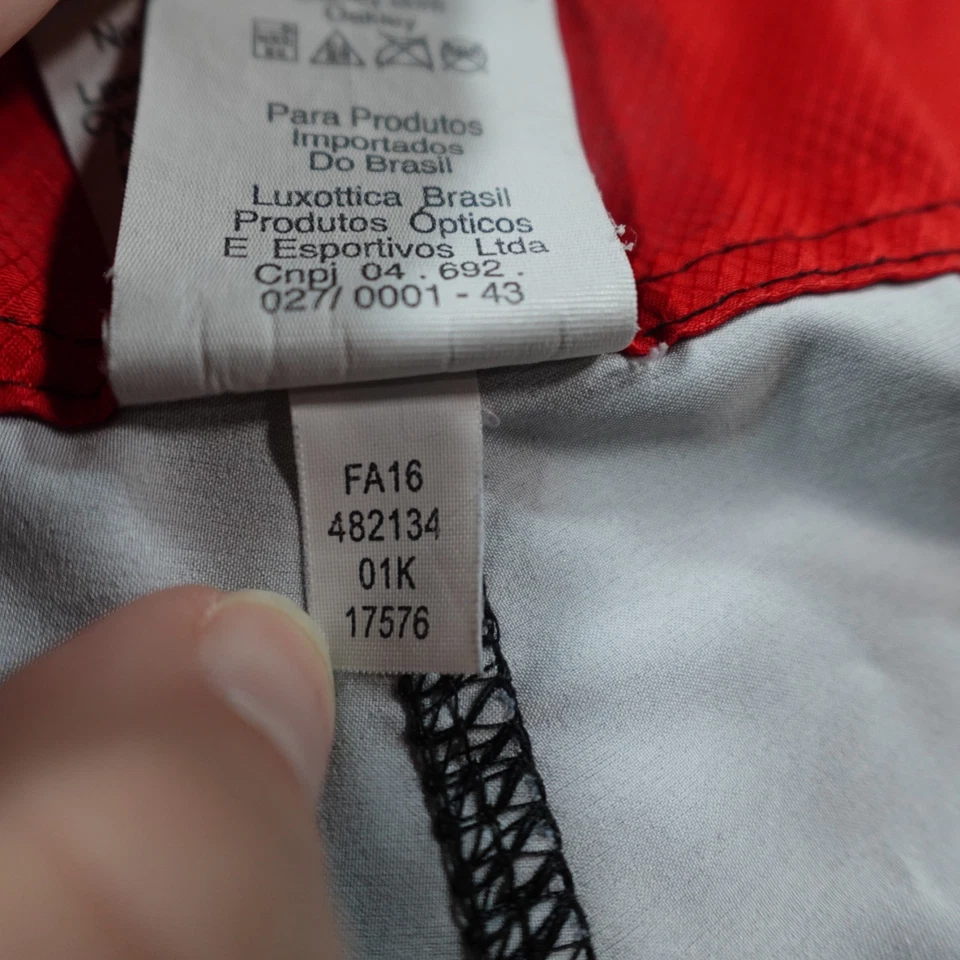 Oakley
Para Produtos
Importados
Do Brasil
Luxottica Brasil
Produtos Ópticos
E Esportivos Ltda
Cnpj 04 . 692 .
027/ 0001 - 43
FA16
482134
01K
17576